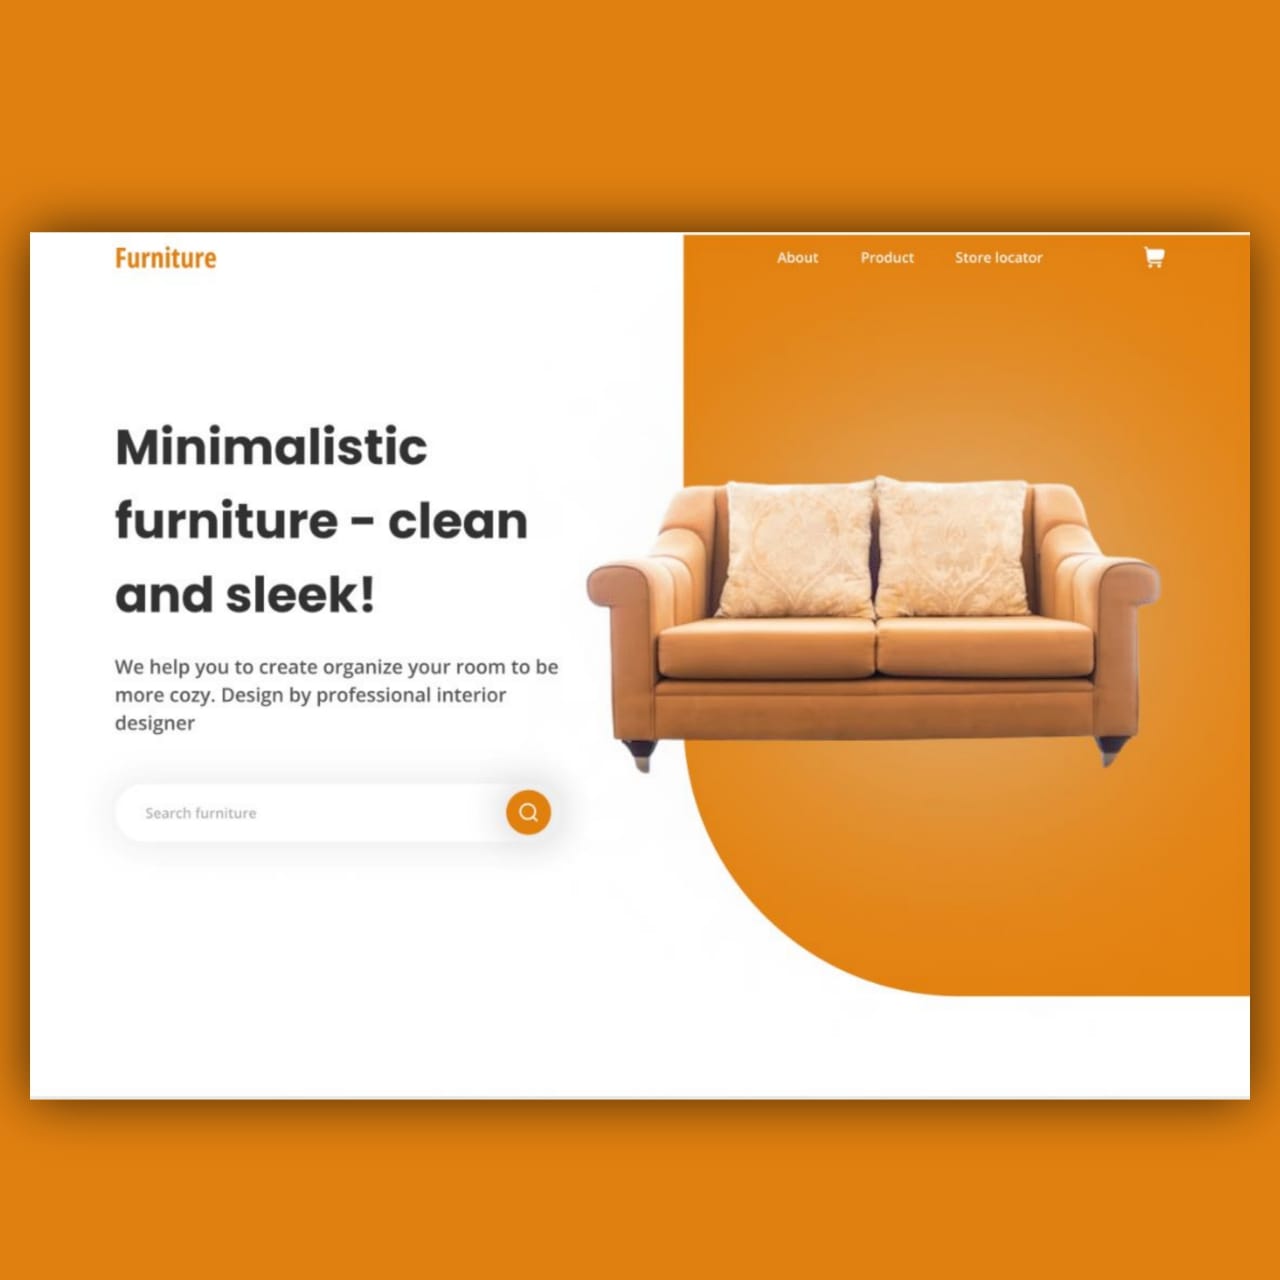 Furniture
About Product Store locator
Minimalistic
furniture - clean
and sleek!
We help you to create organize your room to be
more cozy. Design by professional interior
designer
Search furniture